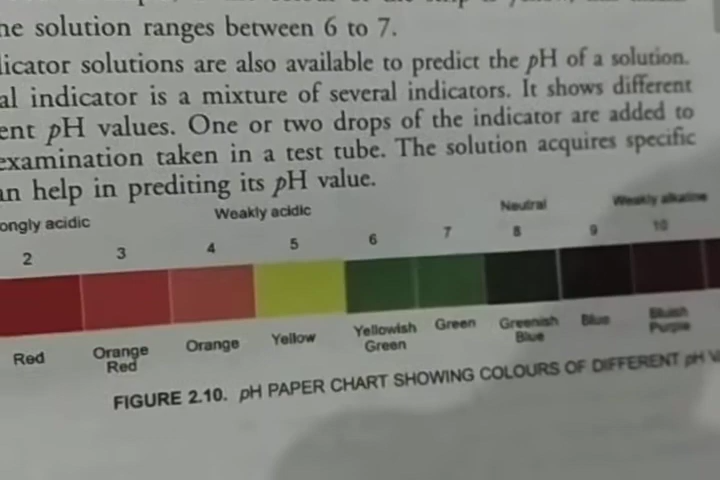 he solution ranges between 6 to 7.
licator solutions are also available to predict the pH of a solution.
al indicator is a mixture of several indicators. It shows different
ent pH values. One or two drops of the indicator are added to
examination taken in a test tube. The solution acquires specific
an help in prediting its pH value.
ongly acidic Weakly acidic Neutral Weakly alkaline
2 3 4 5 6 7 8 9 10
Red Orange Red Orange Yellow Yellowish Green Green Greenish Blue Blue Bluish Purple
FIGURE 2.10. pH PAPER CHART SHOWING COLOURS OF DIFFERENT pH V